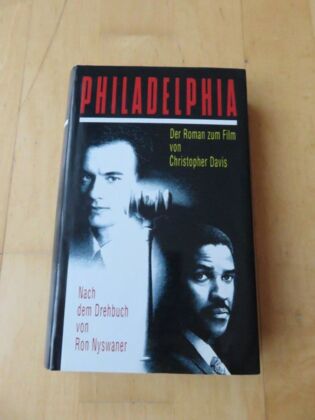 PHILADELPHIA
Der Roman zum Film
von
Christopher Davis
Nach
dem Drehbuch
von
Ron Nyswaner